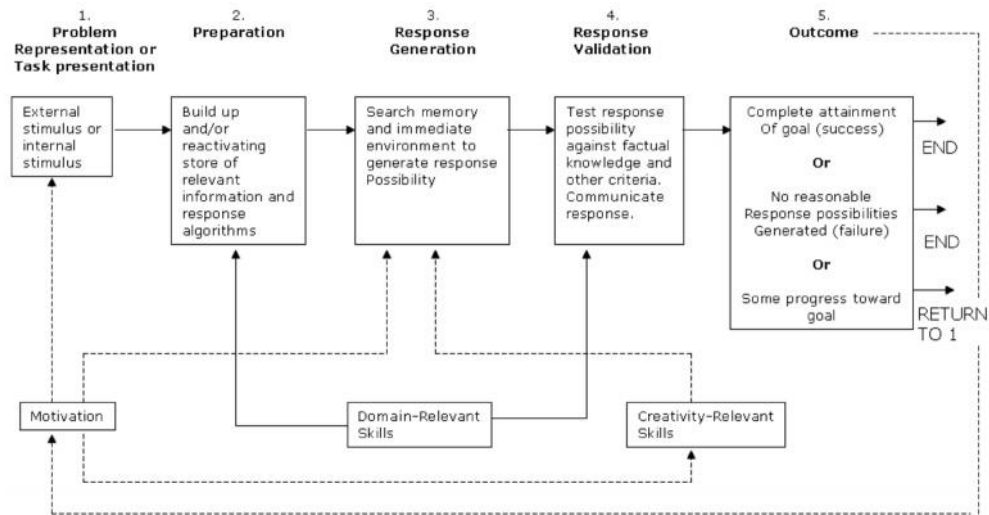 1.
Problem
Representation or
Task presentation
2.
Preparation
3.
Response
Generation
4.
Response
Validation
5.
Outcome
External
stimulus or
internal
stimulus
Build up
and/or
reactivating
store of
relevant
information and
response
algorithms
Search memory
and immediate
environment to
generate response
Possibility
Test response
possibility
against factual
knowledge and
other criteria.
Communicate
response.
Complete attainment
Of goal (success)
Or
No reasonable
Response possibilities
Generated (failure)
Or
Some progress toward
goal
END
END
RETURN
TO 1
Motivation
Domain-Relevant
Skills
Creativity-Relevant
Skills